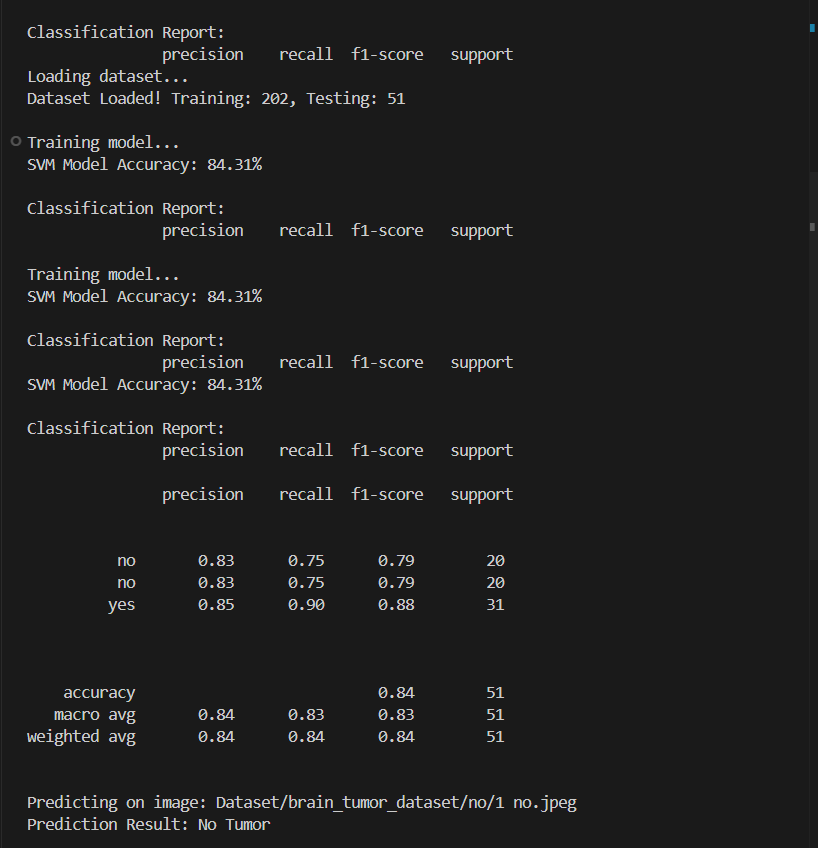 Classification Report:
precision recall f1-score support
Loading dataset...
Dataset Loaded! Training: 202, Testing: 51
Training model...
SVM Model Accuracy: 84.31%
Classification Report:
precision recall f1-score support
Training model...
SVM Model Accuracy: 84.31%
Classification Report:
precision recall f1-score support
SVM Model Accuracy: 84.31%
Classification Report:
precision recall f1-score support
precision recall f1-score support
no 0.83 0.75 0.79 20
no 0.83 0.75 0.79 20
yes 0.85 0.90 0.88 31
accuracy 0.84 51
macro avg 0.84 0.83 0.83 51
weighted avg 0.84 0.84 0.84 51
Predicting on image: Dataset/brain_tumor_dataset/no/1 no.jpeg
Prediction Result: No Tumor